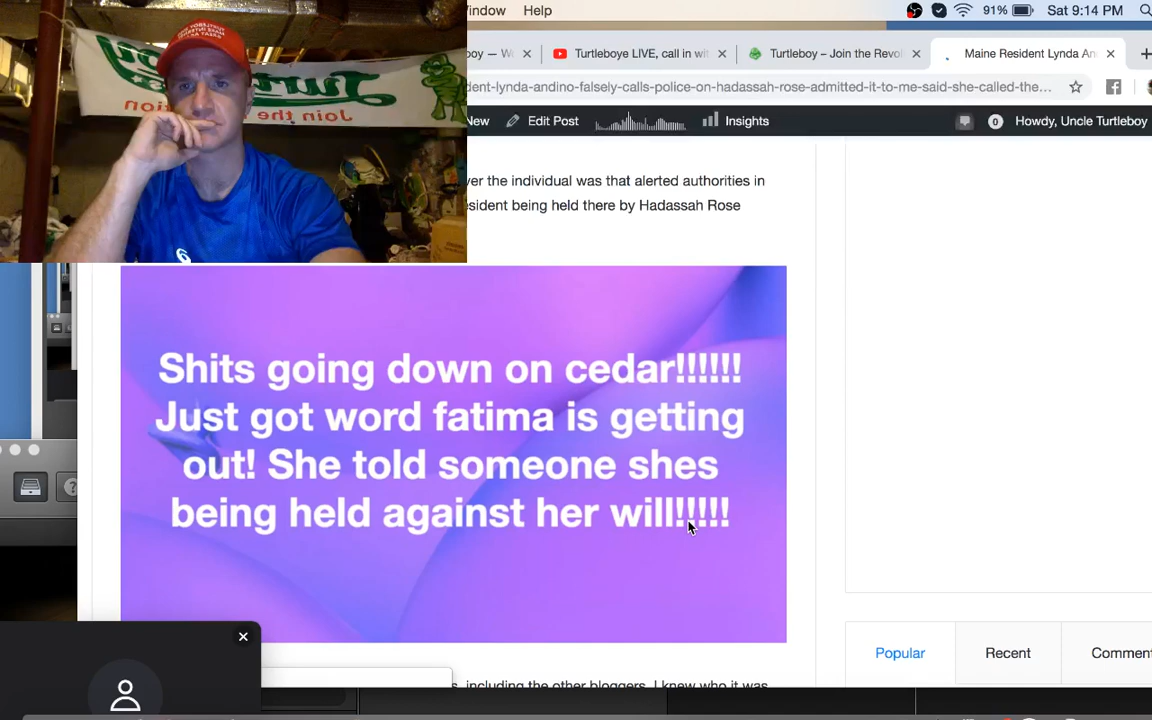 indow Help
91% Sat 9:14 PM
boy — W
Turtleboye LIVE, call in wit
Turtleboy – Join the Revol
Maine Resident Lynda An
dent-lynda-andino-falsely-calls-police-on-hadassah-rose-admitted-it-to-me-said-she-called-the...
New Edit Post Insights
0 Howdy, Uncle Turtleboy
ver the individual was that alerted authorities in
esident being held there by Hadassah Rose
Shits going down on cedar!!!!!!
Just got word fatima is getting
out! She told someone shes
being held against her will!!!!!!
s, including the other bloggers. I knew who it was
Popular Recent Comment